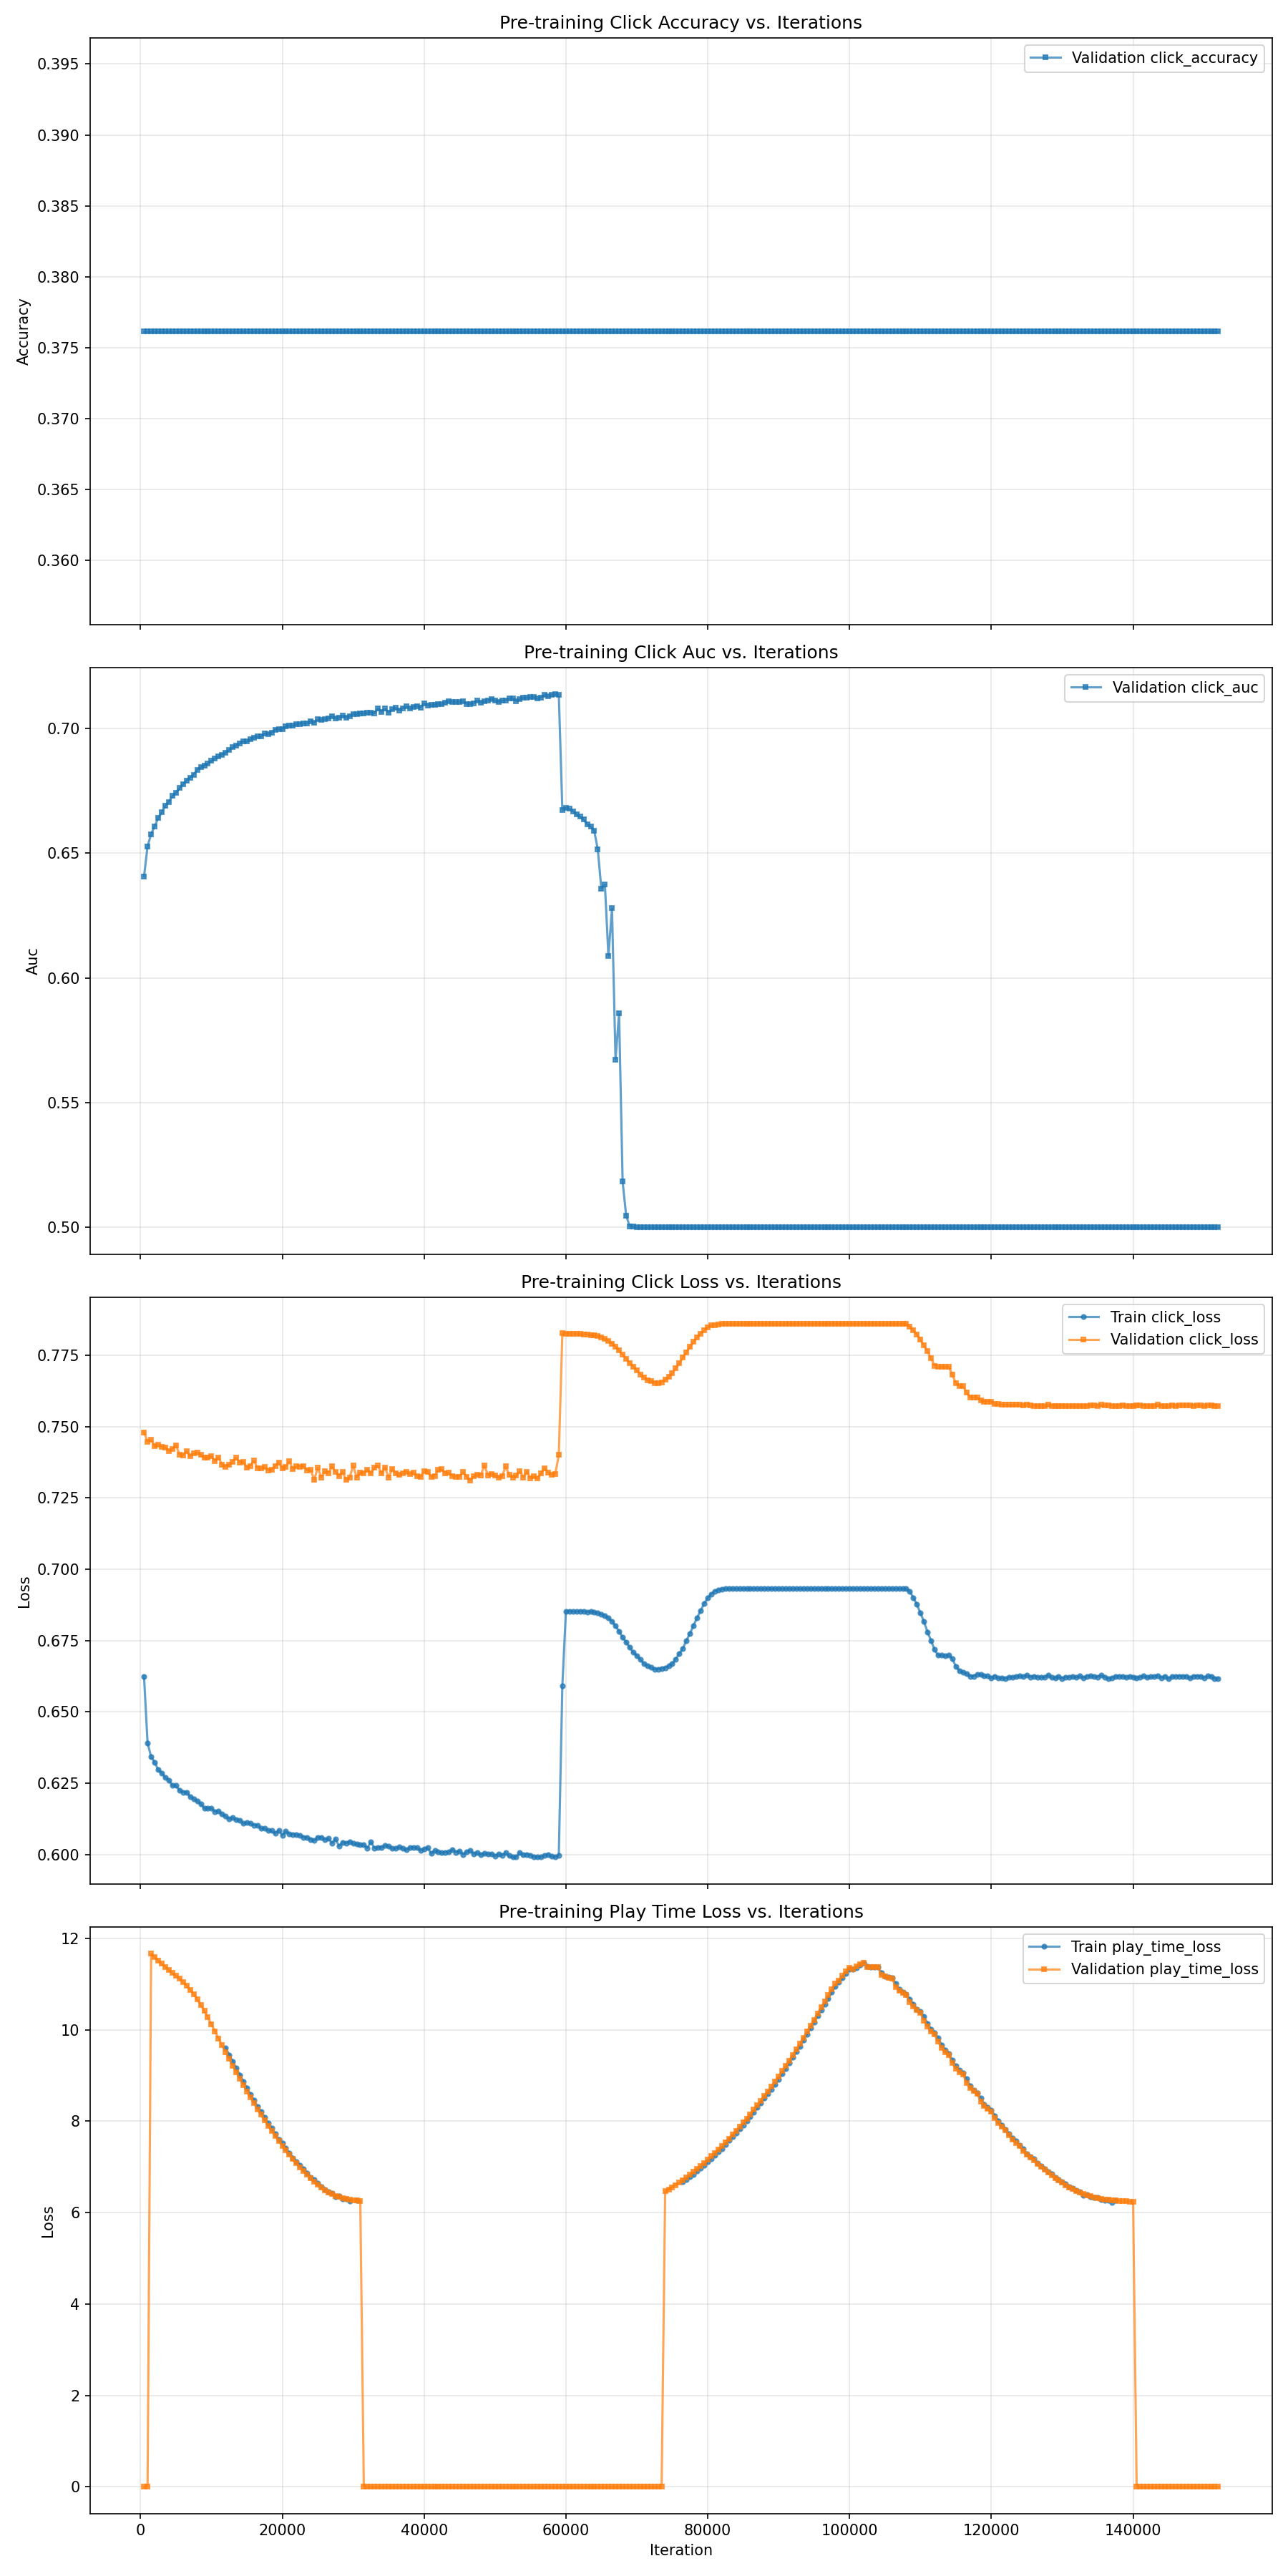 Pre-training Click Accuracy vs. Iterations
Validation click_accuracy
0.395
0.390
0.385
0.380
0.375
0.370
0.365
0.360
Accuracy
Pre-training Click Auc vs. Iterations
Validation click_auc
0.70
0.65
0.60
0.55
0.50
Auc
Pre-training Click Loss vs. Iterations
Train click_loss
Validation click_loss
0.775
0.750
0.725
0.700
0.675
0.650
0.625
0.600
Loss
Pre-training Play Time Loss vs. Iterations
Train play_time_loss
Validation play_time_loss
12
10
8
6
4
2
0
Loss
0 20000 40000 60000 80000 100000 120000 140000
Iteration